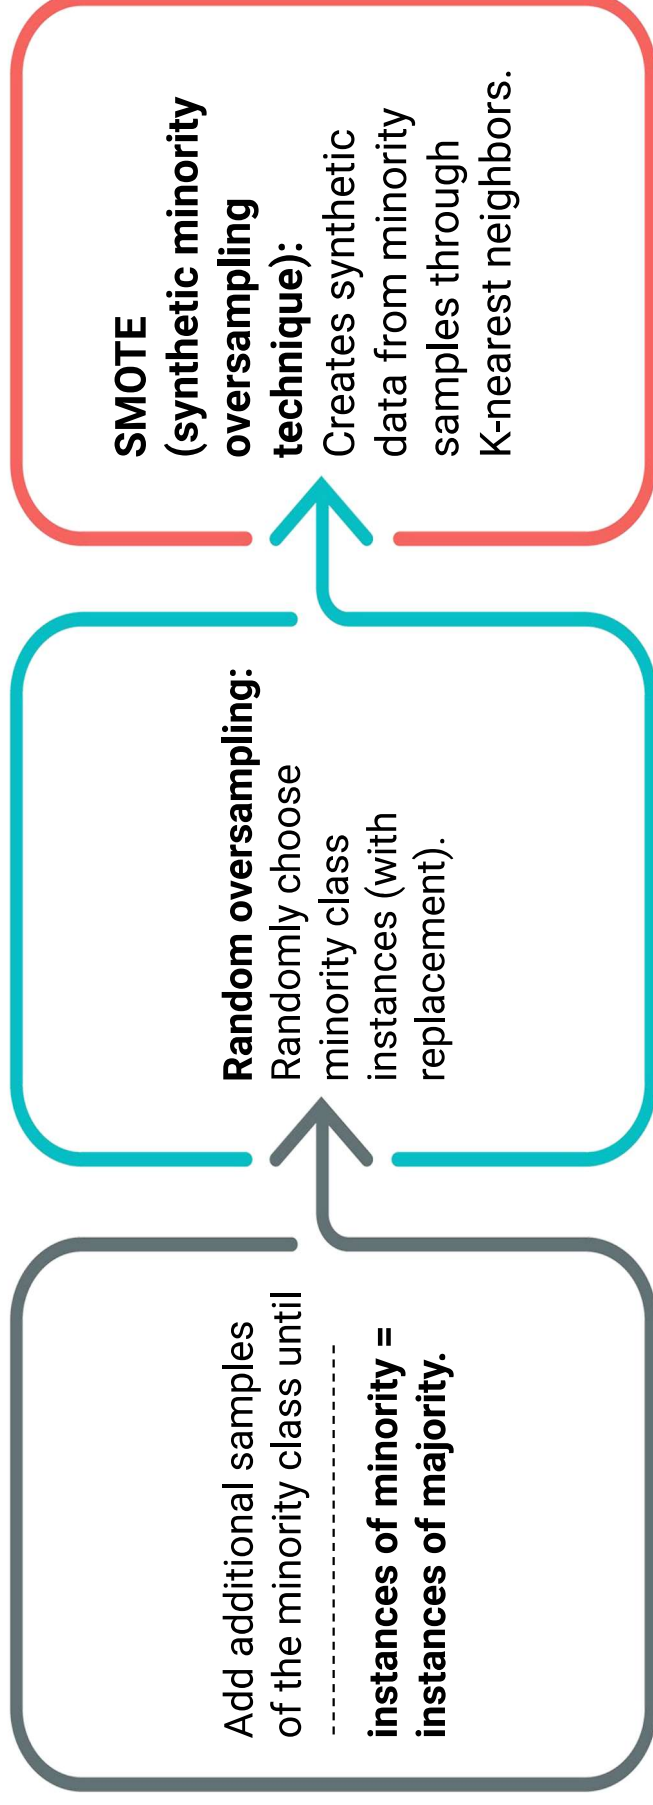 Add additional samples
of the minority class until
instances of minority =
instances of majority.
Random oversampling:
Randomly choose
minority class
instances (with
replacement).
SMOTE
(synthetic minority
oversampling
technique):
Creates synthetic
data from minority
samples through
K-nearest neighbors.